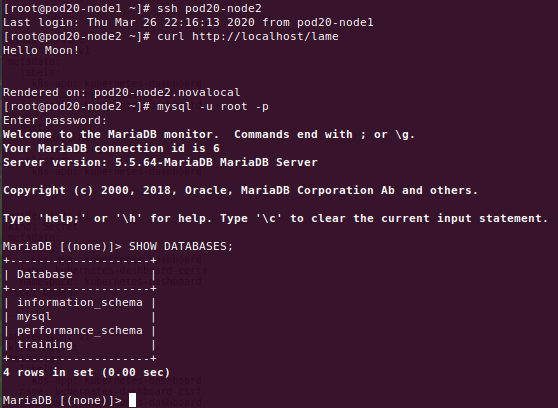 [root@pod20-node1 ~]# ssh pod-node2
Last login: Thu Mar 26 22:16:13 2020 from pod20-node1
[root@pod20-node2 ~]# curl http://localhost/lame
Hello Moon!
Rendered on: pod20-node2.novalocal
[root@pod20-node2 ~]# mysql -u root -p
Enter password:
Welcome to the MariaDB monitor.  Commands end with ; or \g.
Your MariaDB connection id is 6
Server version: 5.5.64-MariaDB MariaDB Server
Copyright (c) 2000, 2018, Oracle, MariaDB Corporation Ab and others.
Type 'help;' or '\h' for help. Type '\c' to clear the current input statement.
MariaDB [(none)]> SHOW DATABASES;
+--------------------+
| Database           |
+--------------------+
| information_schema |
| mysql              |
| performance_schema |
| training           |
+--------------------+
4 rows in set (0.00 sec)
MariaDB [(none)]>